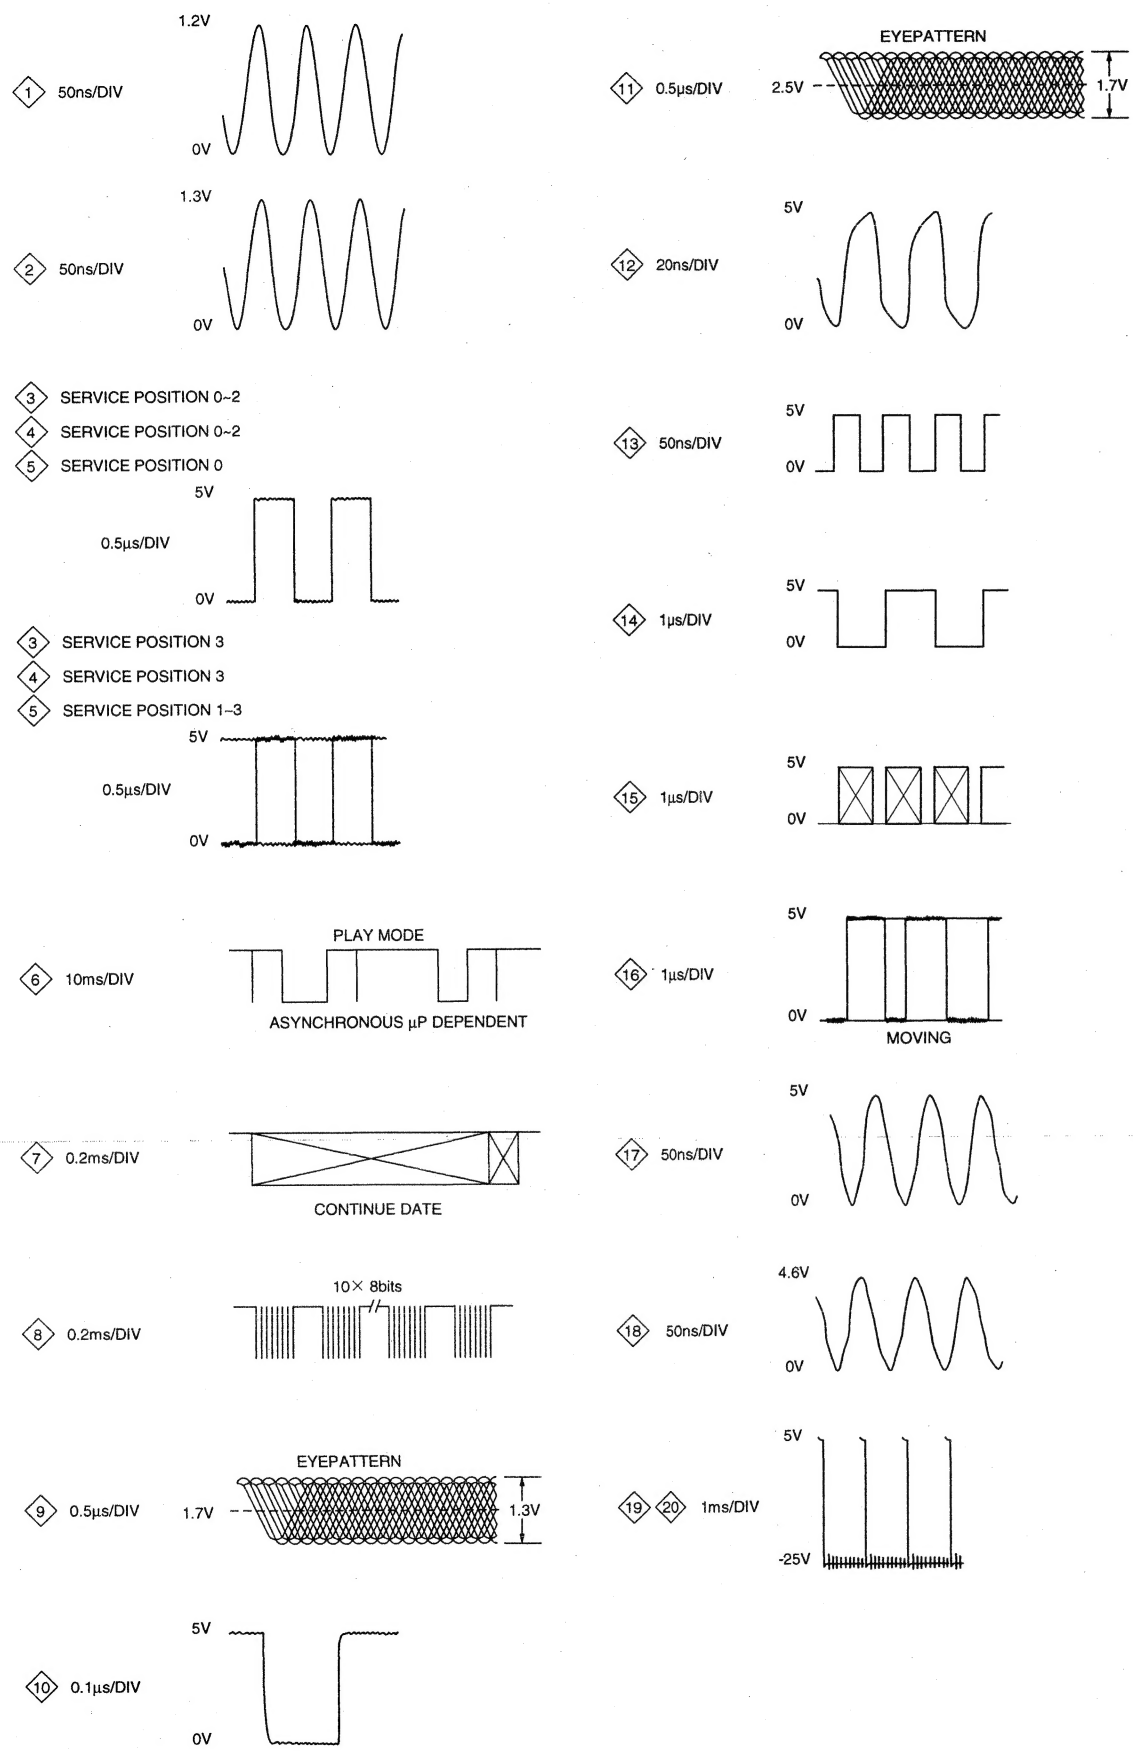 1.2V
1 50ns/DIV
0V
1.3V
2 50ns/DIV
0V
3 SERVICE POSITION 0~2
4 SERVICE POSITION 0~2
5 SERVICE POSITION 0
5V
0.5µs/DIV
0V
3 SERVICE POSITION 3
4 SERVICE POSITION 3
5 SERVICE POSITION 1–3
5V
0.5µs/DIV
0V
PLAY MODE
6 10ms/DIV
ASYNCHRONOUS µP DEPENDENT
7 0.2ms/DIV
CONTINUE DATE
10× 8bits
8 0.2ms/DIV
EYEPATTERN
9 0.5µs/DIV 1.7V 1.3V
5V
10 0.1µs/DIV
0V
EYEPATTERN
11 0.5µs/DIV 2.5V 1.7V
5V
12 20ns/DIV
0V
5V
13 50ns/DIV
0V
5V
14 1µs/DIV
0V
5V
15 1µs/DIV
0V
5V
16 1µs/DIV
0V
MOVING
5V
17 50ns/DIV
0V
4.6V
18 50ns/DIV
0V
5V
19 20 1ms/DIV
-25V